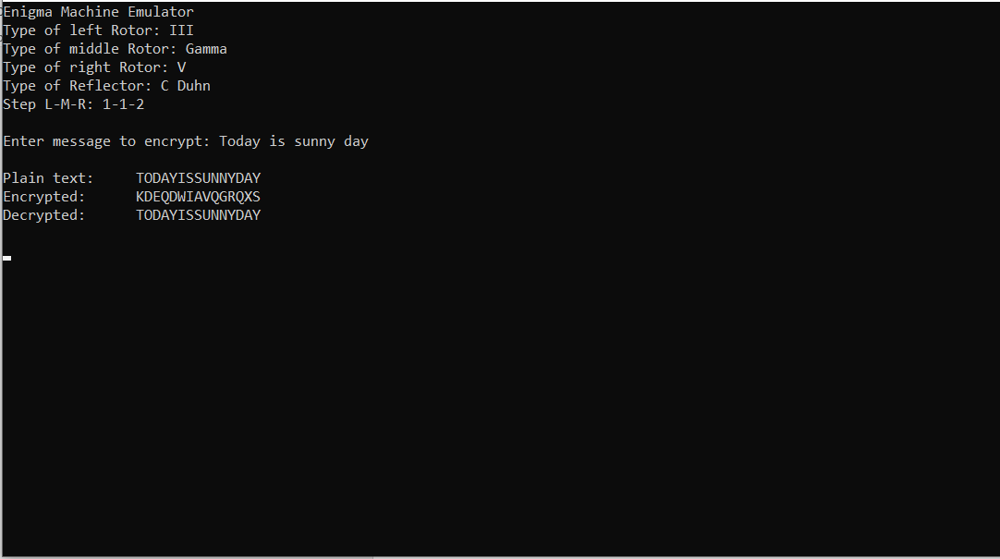 Enigma Machine Emulator
Type of left Rotor: III
Type of middle Rotor: Gamma
Type of right Rotor: V
Type of Reflector: C Duhn
Step L-M-R: 1-1-2
Enter message to encrypt: Today is sunny day
Plain text: TODAYISSUNNYDAY
Encrypted: KDEQDWIAVQGRQXS
Decrypted: TODAYISSUNNYDAY